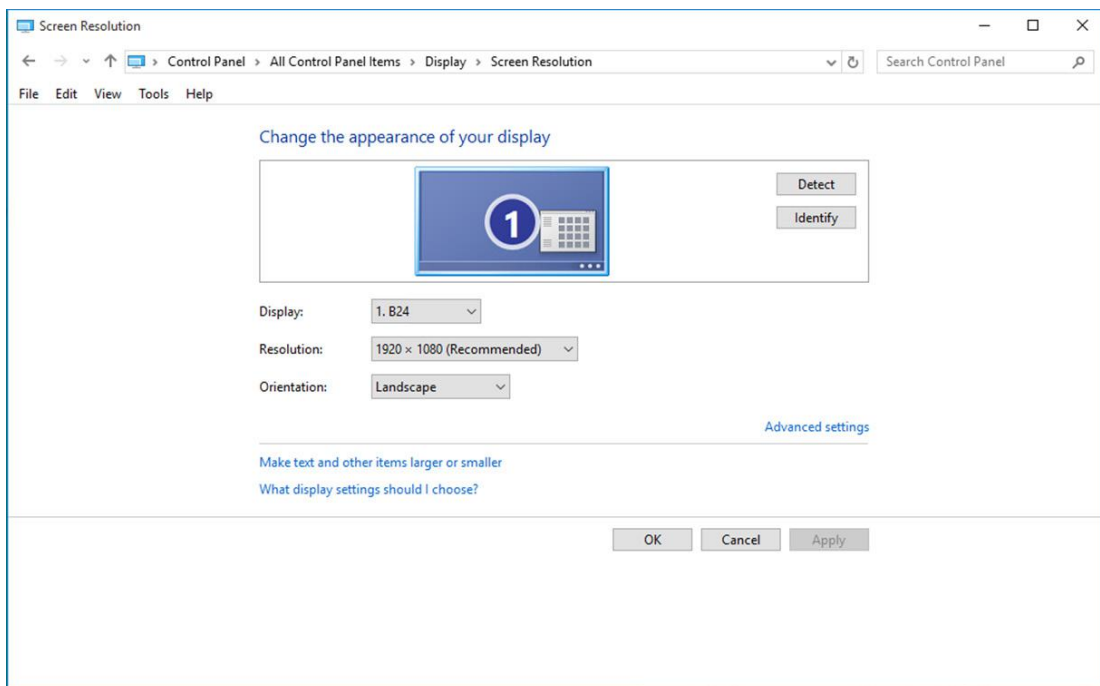 Screen Resolution
Control Panel > All Control Panel Items > Display > Screen Resolution
Search Control Panel
File Edit View Tools Help
Change the appearance of your display
1
Detect
Identify
Display: 1. B24
Resolution: 1920 × 1080 (Recommended)
Orientation: Landscape
Advanced settings
Make text and other items larger or smaller
What display settings should I choose?
OK Cancel Apply